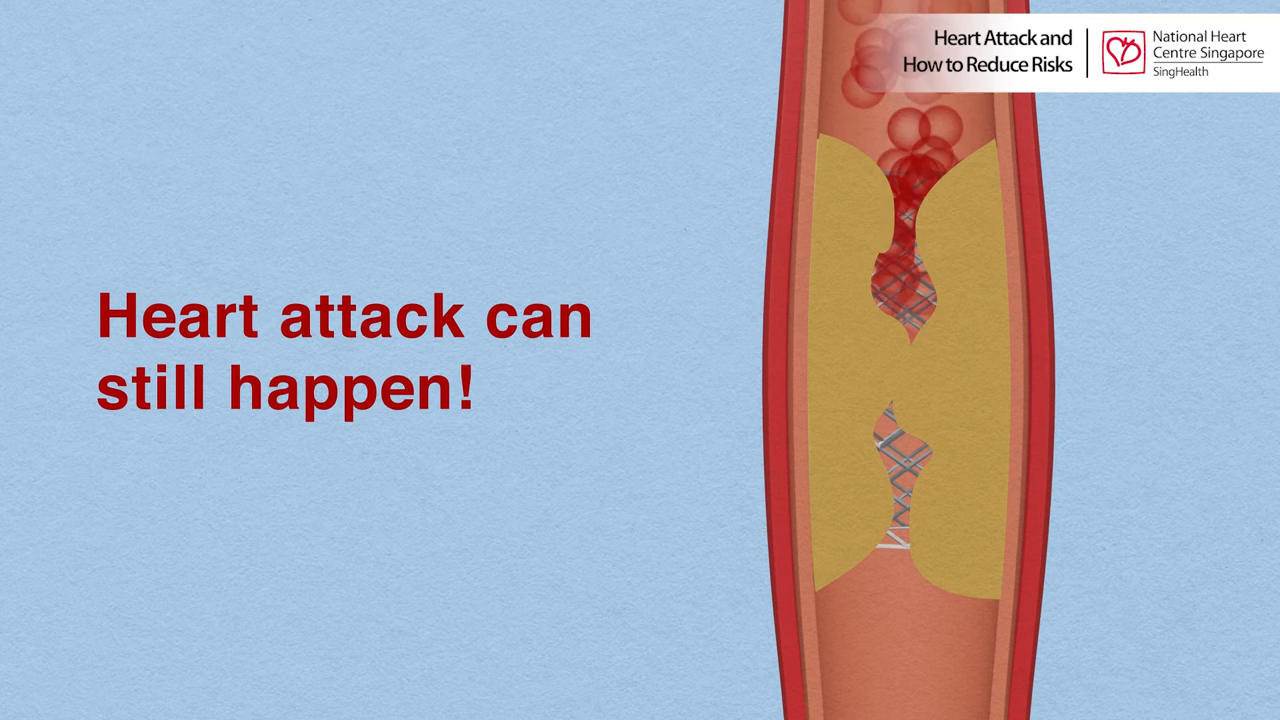 Heart Attack and
How to Reduce Risks
National Heart
Centre Singapore
SingHealth
Heart attack can
still happen!